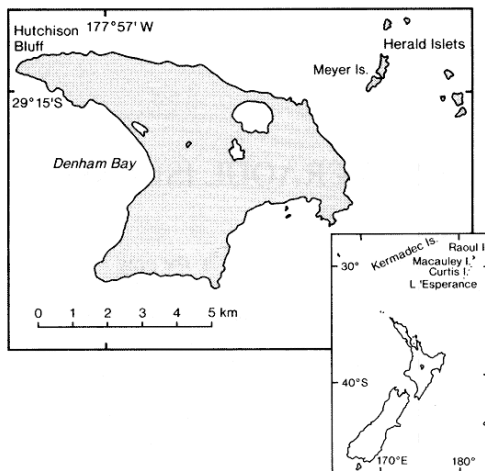 Hutchison
Bluff
177°57' W
Herald Islets
Meyer Is.
29°15'S
Denham Bay
0 1 2 3 4 5 km
Kermadec Is.
Raoul I
Macauley I.
Curtis I.
L 'Esperance
30°
40°S
170°E
180°